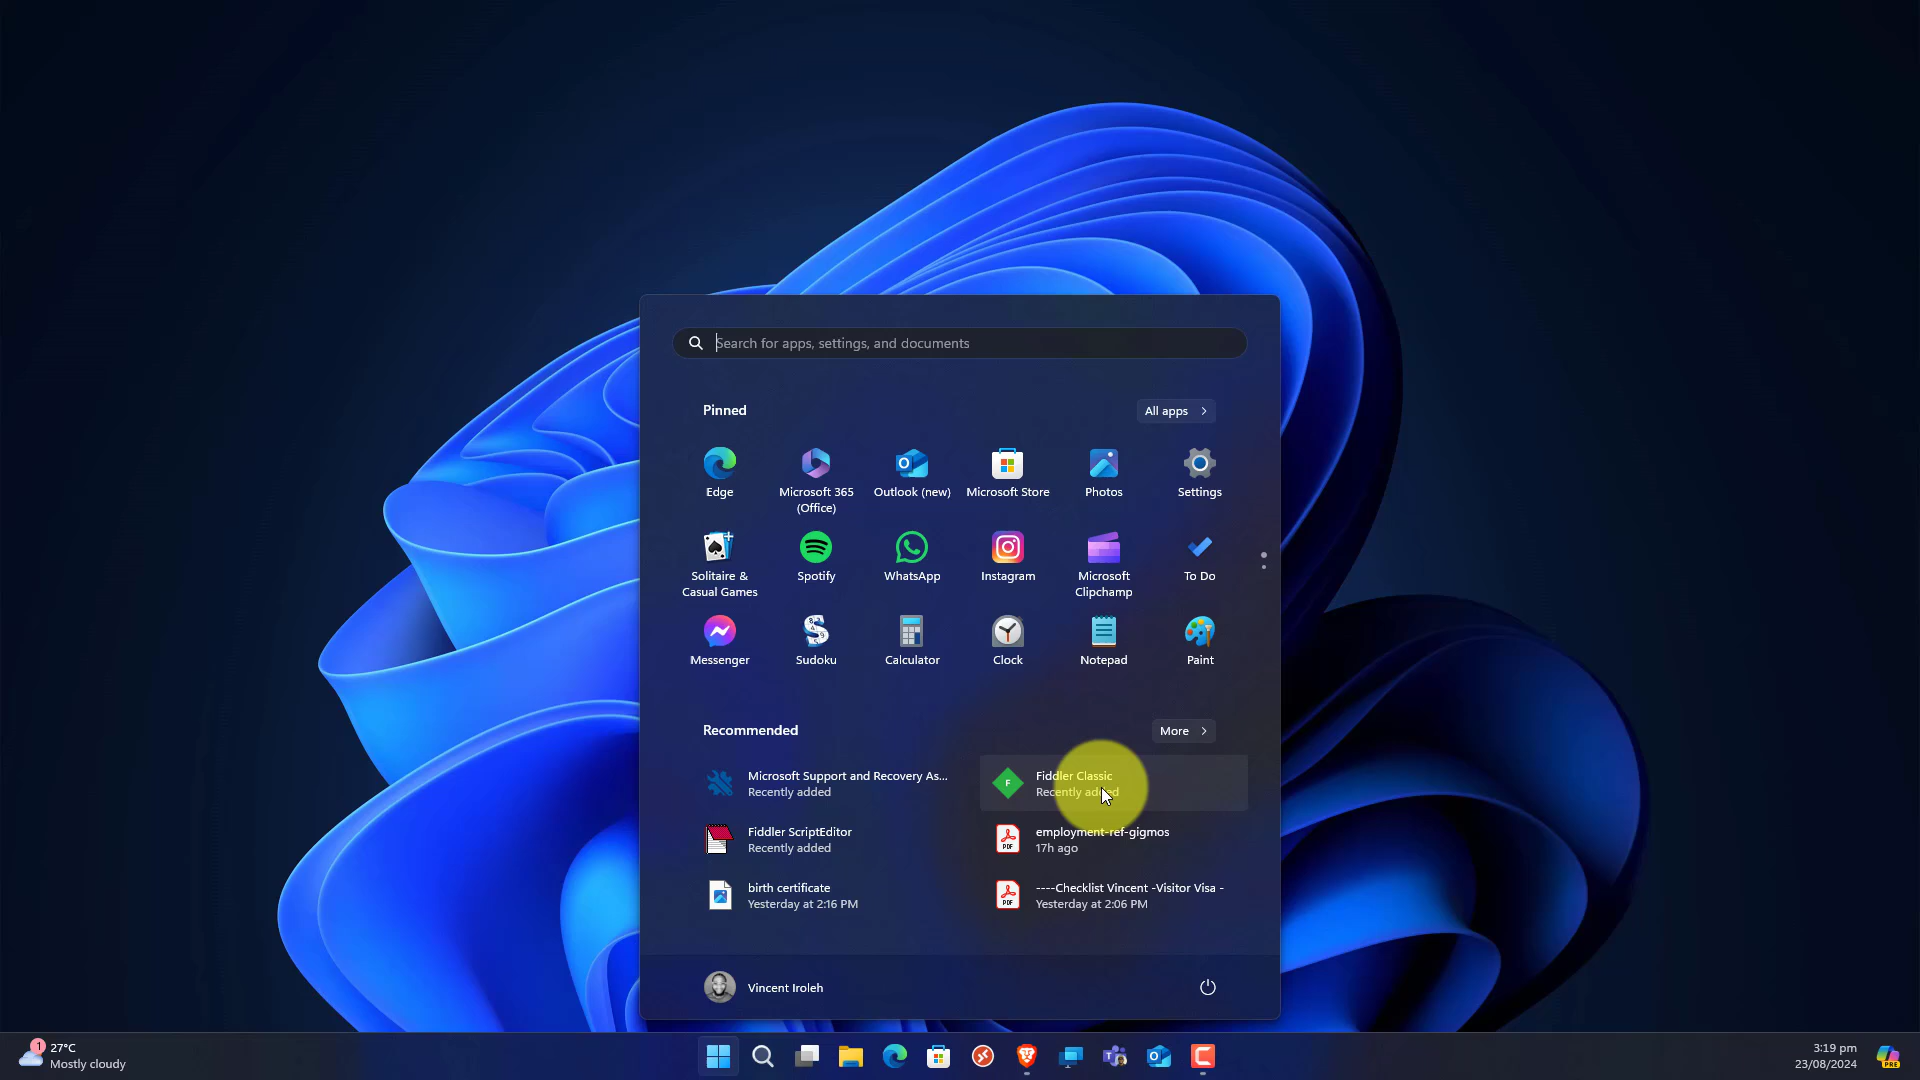 Search for apps, settings, and documents
Pinned
All apps
Edge
Microsoft 365
(Office)
Outlook (new)
Microsoft Store
Photos
Settings
Solitaire &
Casual Games
Spotify
WhatsApp
Instagram
Microsoft
Clipchamp
To Do
Messenger
Sudoku
Calculator
Clock
Notepad
Paint
Recommended
More
Microsoft Support and Recovery As...
Recently added
Fiddler Classic
Recently added
Fiddler ScriptEditor
Recently added
employment-ref-gigmos
17h ago
birth certificate
Yesterday at 2:16 PM
----Checklist Vincent -Visitor Visa -
Yesterday at 2:06 PM
Vincent Iroleh
1
27°C
Mostly cloudy
3:19 pm
23/08/2024
PRE